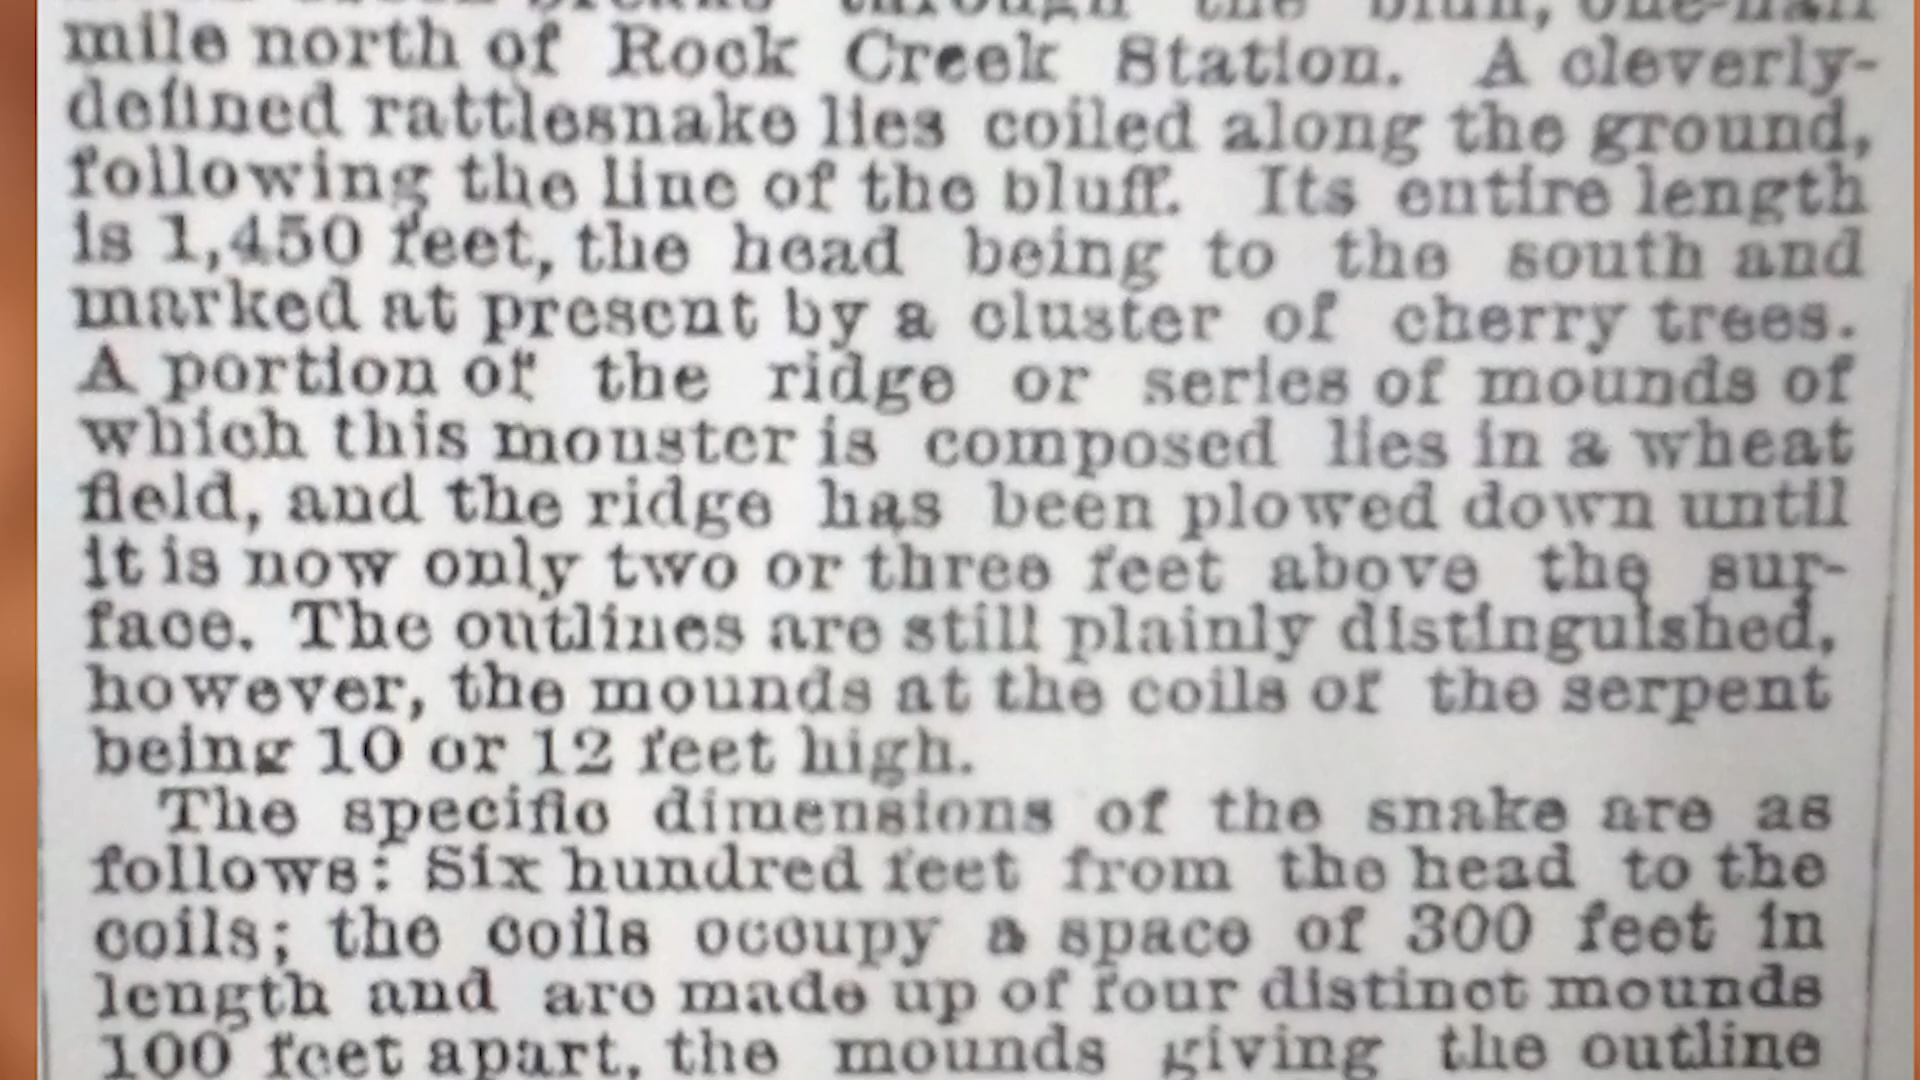 through the bluff, one-half
mile north of Rock Creek Station. A cleverly-
defined rattlesnake lies coiled along the ground,
following the line of the bluff. Its entire length
is 1,450 feet, the head being to the south and
marked at present by a cluster of cherry trees.
A portion of the ridge or series of mounds of
which this monster is composed lies in a wheat
field, and the ridge has been plowed down until
it is now only two or three feet above the sur-
face. The outlines are still plainly distinguished,
however, the mounds at the coils of the serpent
being 10 or 12 feet high.
The specific dimensions of the snake are as
follows: Six hundred feet from the head to the
coils; the coils occupy a space of 300 feet in
length and are made up of four distinct mounds
100 feet apart, the mounds giving the outline